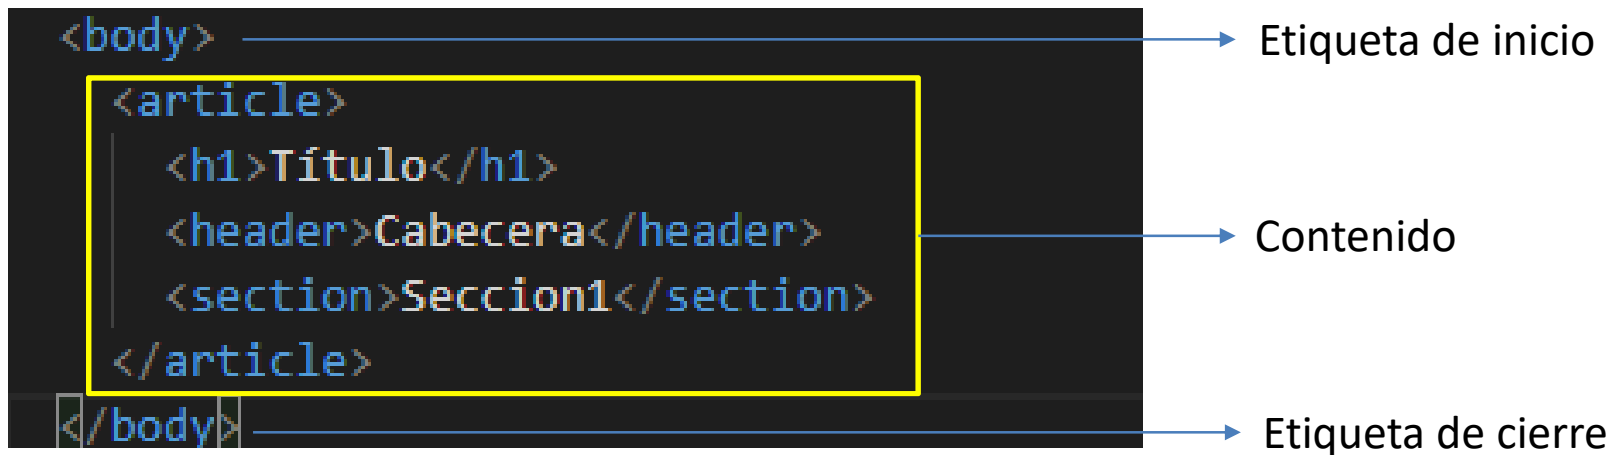 <body> Etiqueta de inicio
<article>
<h1>Título</h1>
<header>Cabecera</header> Contenido
<section>Seccion1</section>
</article>
</body> Etiqueta de cierre